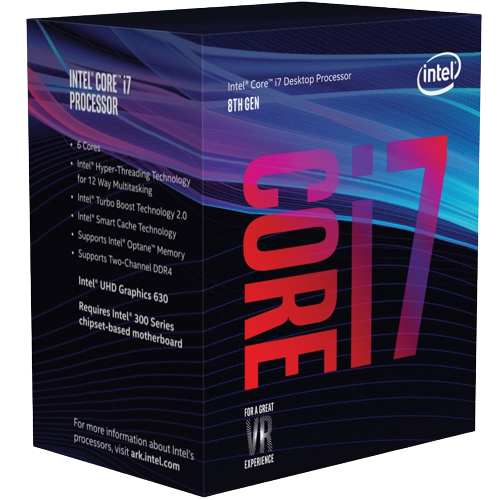 INTEL® CORE™ i7
PROCESSOR
• 6 Cores
• Intel® Hyper-Threading Technology
for 12 Way Multitasking
• Intel® Turbo Boost Technology 2.0
• Intel® Smart Cache Technology
• Supports Intel® Optane™ Memory
• Supports Two-Channel DDR4
Intel® UHD Graphics 630
Requires Intel® 300 Series
chipset-based motherboard
For more information about Intel's
processors, visit ark.intel.com
Intel® Core™ i7 Desktop Processor
8TH GEN
intel®
CORE i7
FOR A GREAT
VR
EXPERIENCE